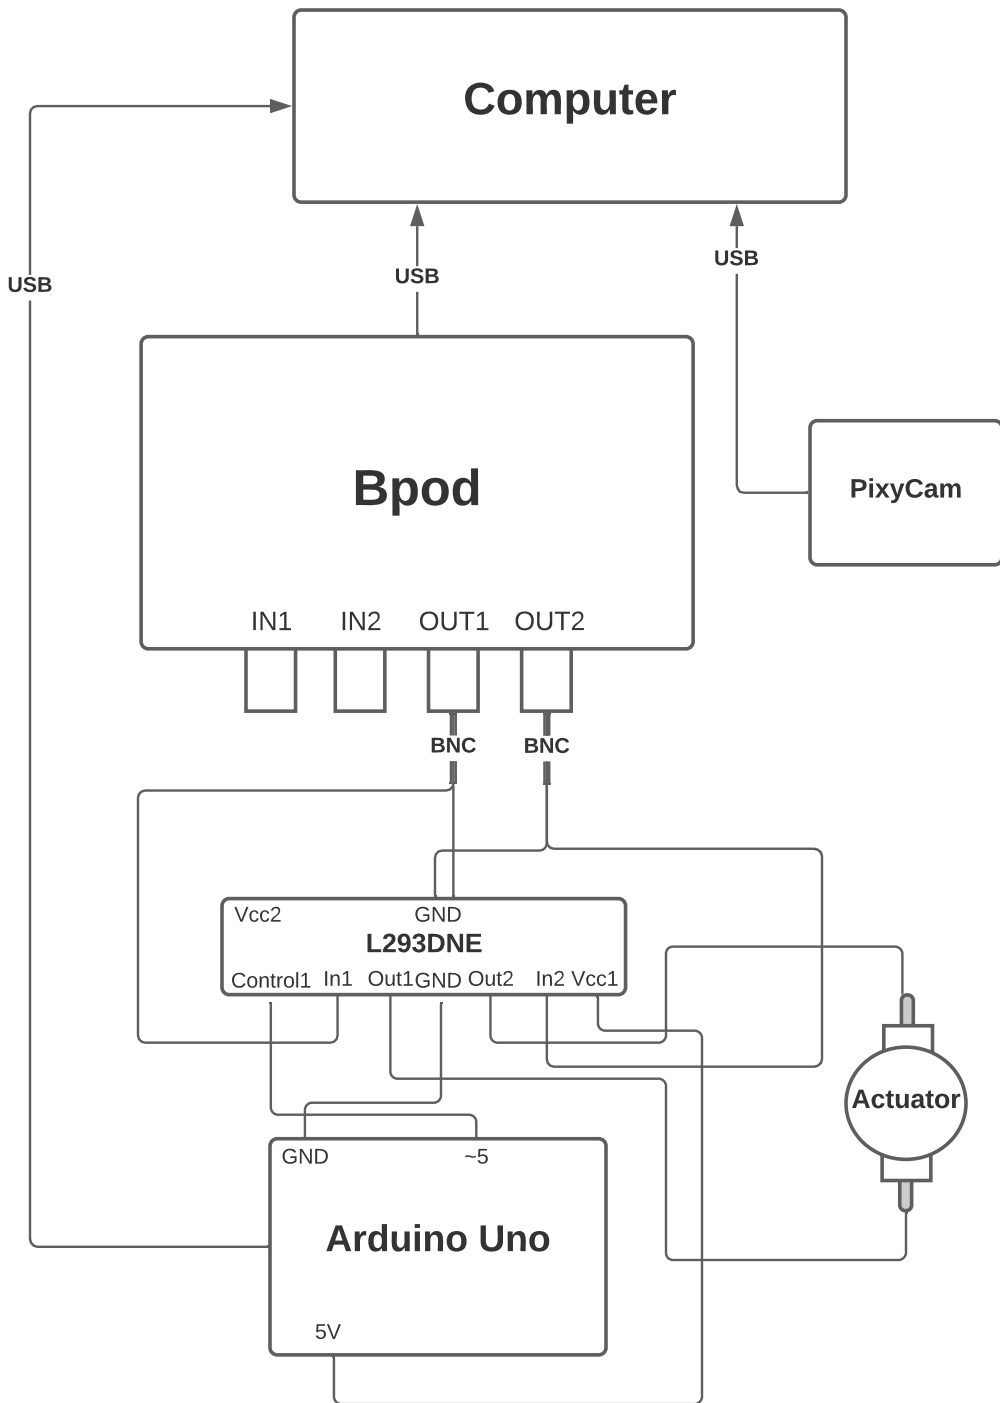 Computer
USB
USB
USB
Bpod
PixyCam
IN1
IN2
OUT1
OUT2
BNC
BNC
Vcc2
GND
L293DNE
Control1
In1
Out1
GND
Out2
In2
Vcc1
Actuator
GND
~5
Arduino Uno
5V